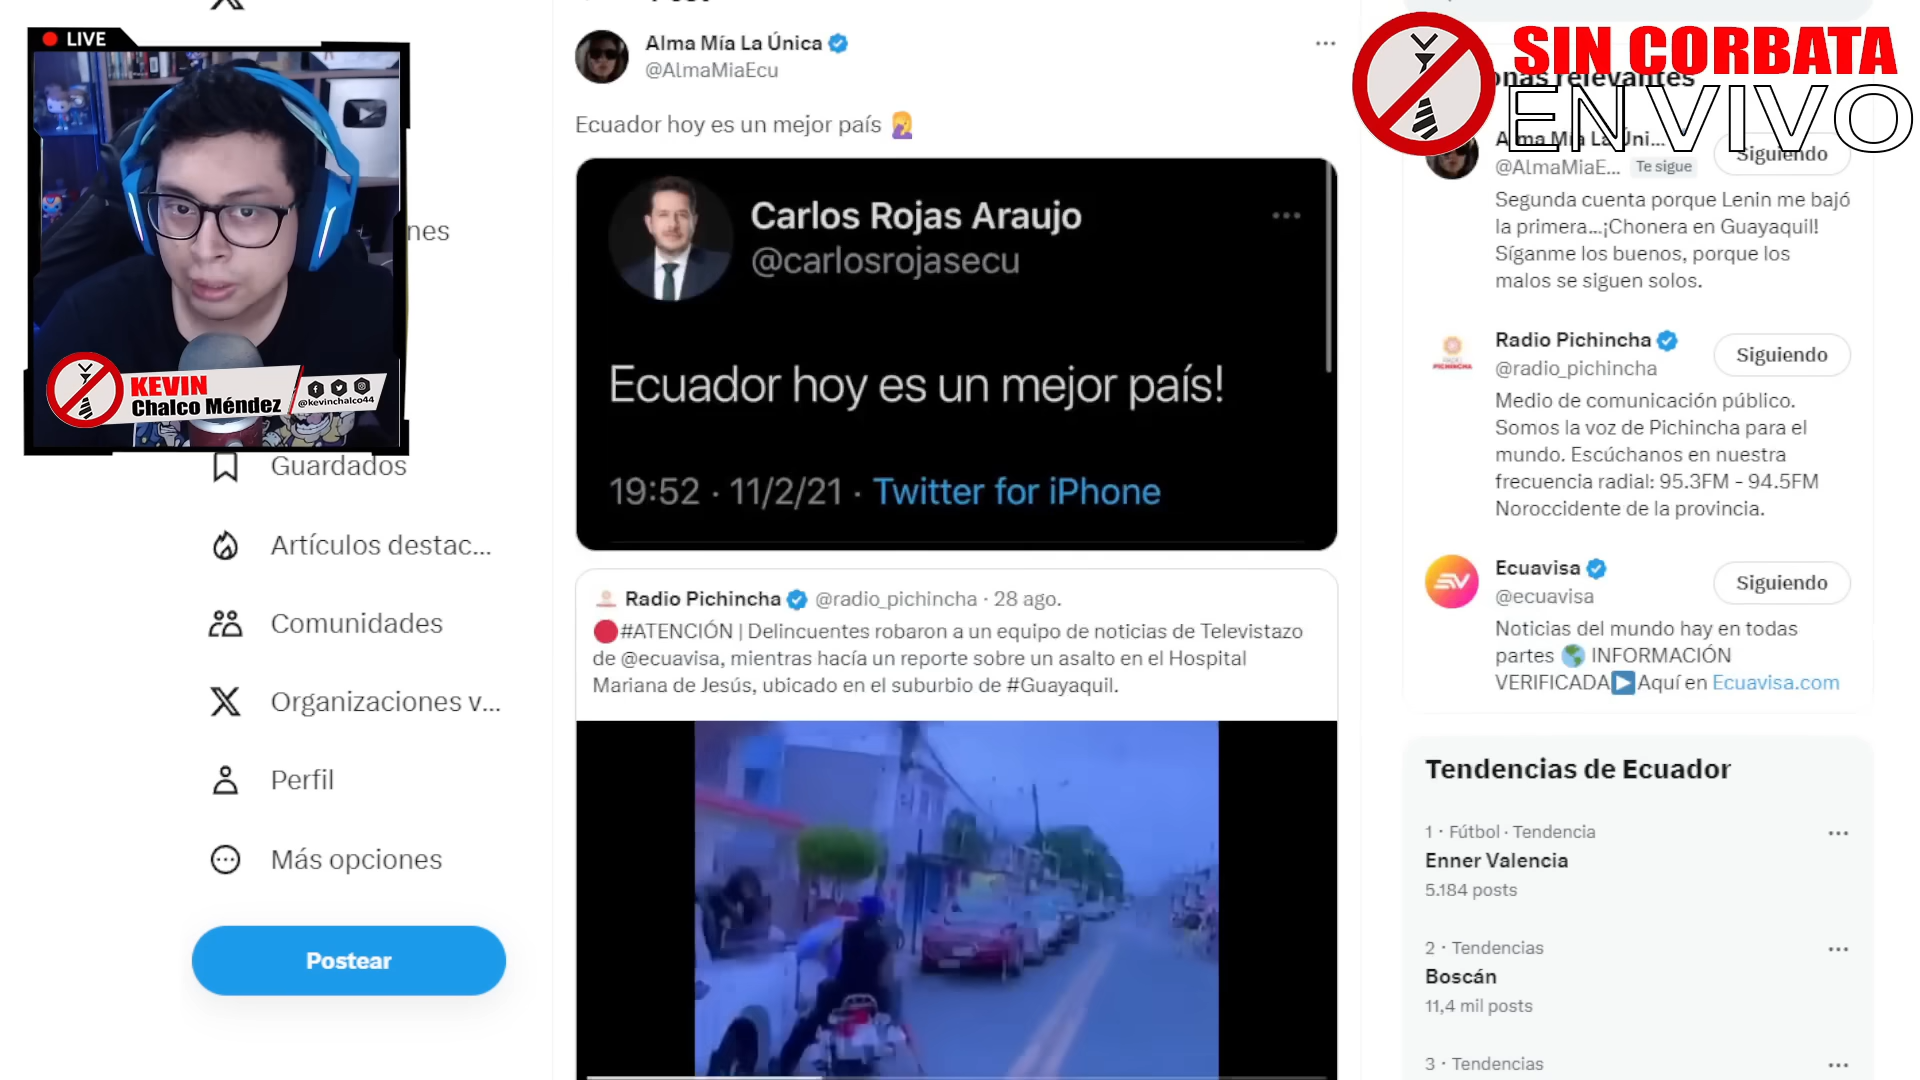 LIVE
KEVIN
Chalco Méndez
@kevinchalco44
nes
Guardados
Artículos destac...
Comunidades
Organizaciones v...
Perfil
Más opciones
Postear
Alma Mía La Única
@AlmaMiaEcu
Ecuador hoy es un mejor país
Carlos Rojas Araujo
@carlosrojasecu
Ecuador hoy es un mejor país!
19:52 · 11/2/21 · Twitter for iPhone
Radio Pichincha @radio_pichincha · 28 ago.
#ATENCIÓN | Delincuentes robaron a un equipo de noticias de Televistazo
de @ecuavisa, mientras hacía un reporte sobre un asalto en el Hospital
Mariana de Jesús, ubicado en el suburbio de #Guayaquil.
SIN CORBATA
EN VIVO
onas relevantes
Alma Mía La Úni...
@AlmaMiaE... Te sigue
Siguiendo
Segunda cuenta porque Lenin me bajó
la primera...¡Chonera en Guayaquil!
Síganme los buenos, porque los
malos se siguen solos.
Radio Pichincha
@radio_pichincha
Siguiendo
Medio de comunicación público.
Somos la voz de Pichincha para el
mundo. Escúchanos en nuestra
frecuencia radial: 95.3FM - 94.5FM
Noroccidente de la provincia.
Ecuavisa
@ecuavisa
Siguiendo
Noticias del mundo hay en todas
partes INFORMACIÓN
VERIFICADA Aquí en Ecuavisa.com
Tendencias de Ecuador
1 · Fútbol · Tendencia
Enner Valencia
5.184 posts
2 · Tendencias
Boscán
11,4 mil posts
3 · Tendencias